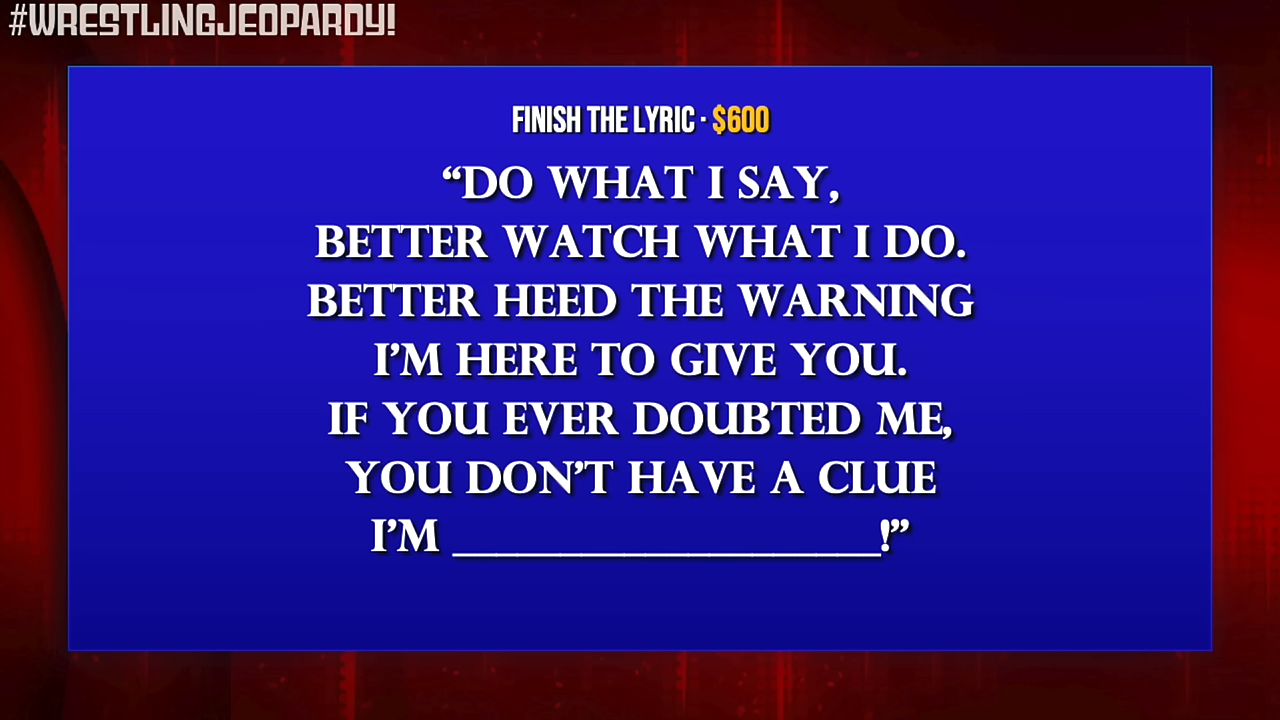 #WRESTLINGJEOPARDY!
FINISH THE LYRIC · $600
“DO WHAT I SAY,
BETTER WATCH WHAT I DO.
BETTER HEED THE WARNING
I’M HERE TO GIVE YOU.
IF YOU EVER DOUBTED ME,
YOU DON’T HAVE A CLUE
I’M ____________________!”